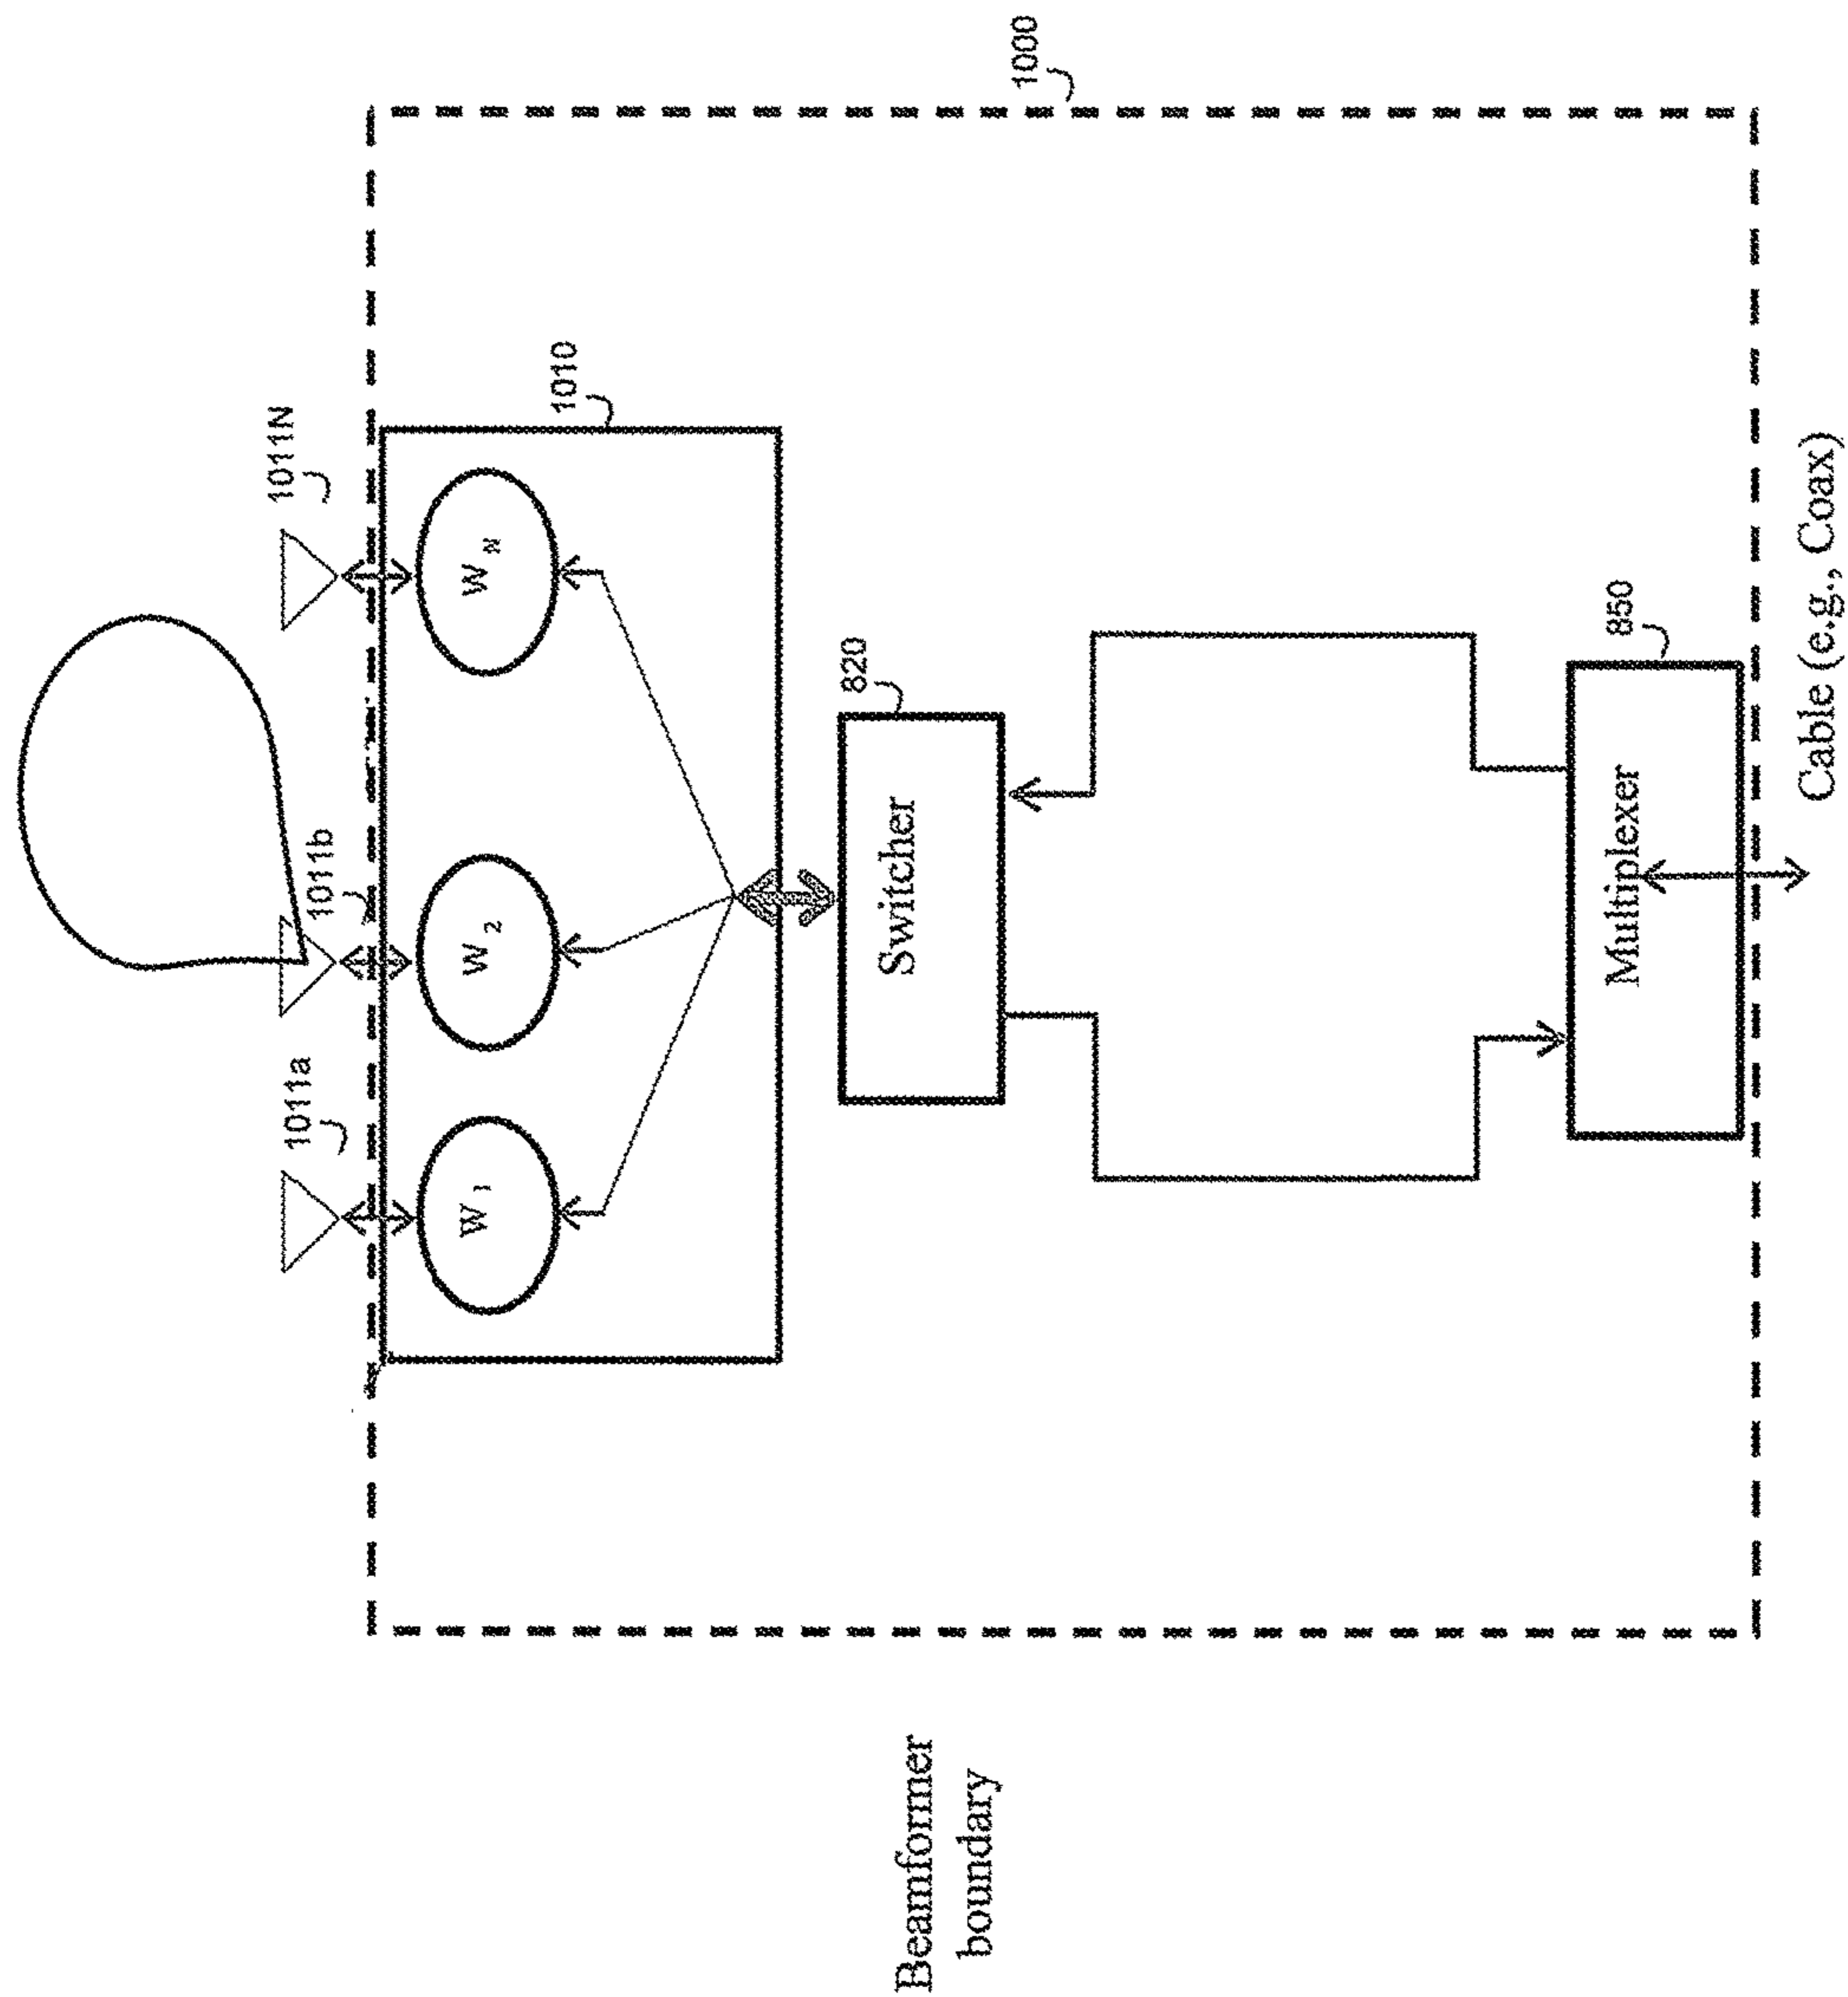 1011a
1011b
1011N
W 1
W 2
W N
1010
1000
820
Switcher
Beamformer
boundary
850
Multiplexer
Cable (e.g., Coax)